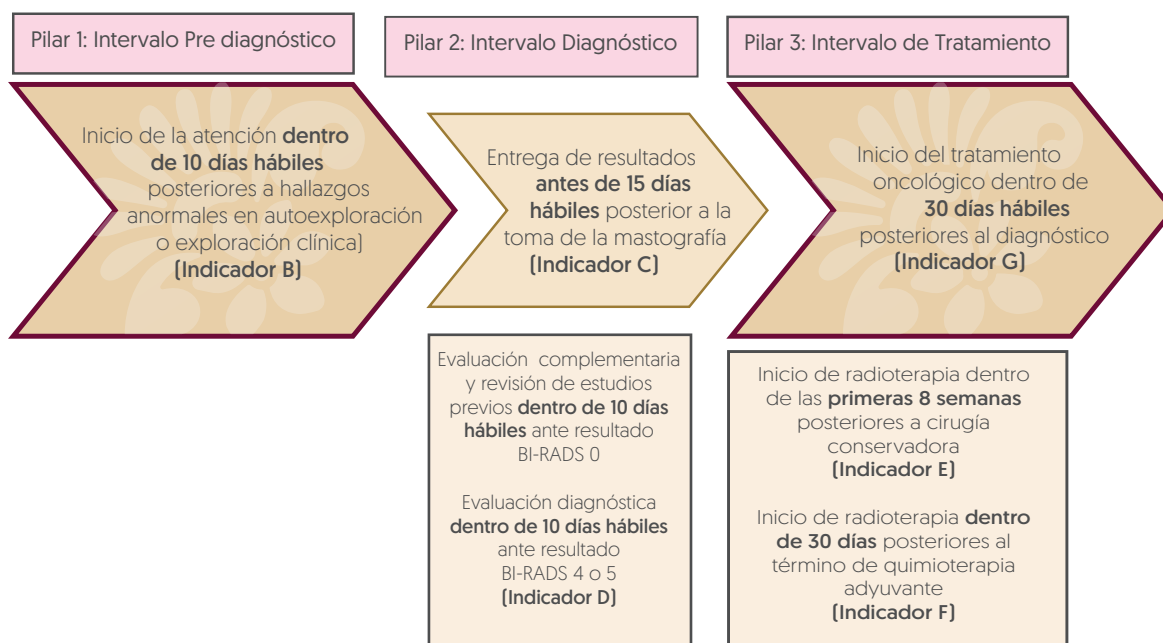 Pilar 1: Intervalo Pre diagnóstico
Inicio de la atención dentro
de 10 días hábiles
posteriores a hallazgos
anormales en autoexploración
o exploración clínica)
(Indicador B)
Pilar 2: Intervalo Diagnóstico
Entrega de resultados
antes de 15 días
hábiles posterior a la
toma de la mastografía
(Indicador C)
Evaluación complementaria
y revisión de estudios
previos dentro de 10 días
hábiles ante resultado
BI-RADS 0
Evaluación diagnóstica
dentro de 10 días hábiles
ante resultado
BI-RADS 4 o 5
(Indicador D)
Pilar 3: Intervalo de Tratamiento
Inicio del tratamiento
oncológico dentro de
30 días hábiles
posteriores al diagnóstico
(Indicador G)
Inicio de radioterapia dentro
de las primeras 8 semanas
posteriores a cirugía
conservadora
(Indicador E)
Inicio de radioterapia dentro
de 30 días posteriores al
término de quimioterapia
adyuvante
(Indicador F)